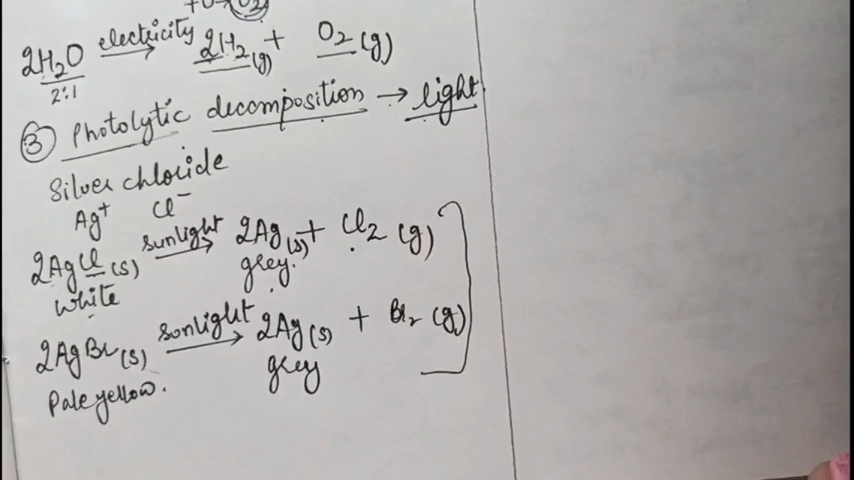 2H₂O electricity → 2H₂(g) + O₂(g)
2:1
③ Photolytic decomposition → light
Silver chloride
Ag⁺ Cl⁻
2AgCl(s) sunlight → 2Ag(s) + Cl₂ (g)
white grey
2AgBr(s) sunlight → 2Ag(s) + Br₂ (g)
Pale yellow. grey